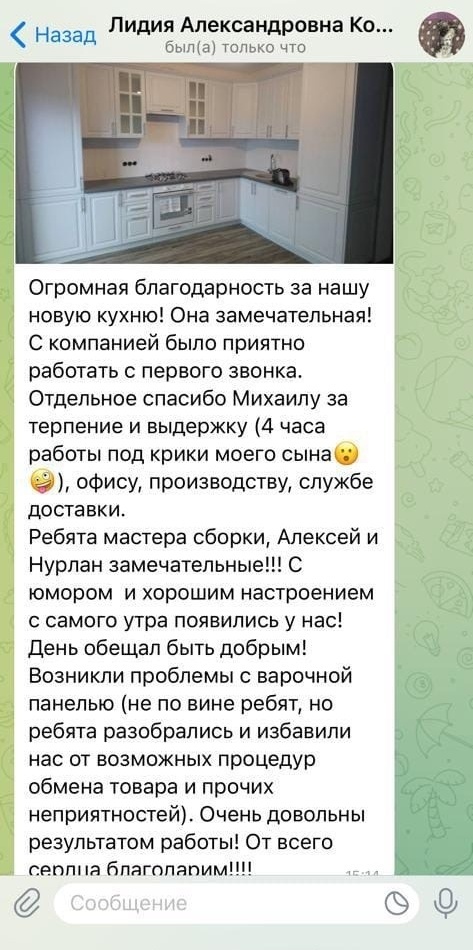 Назад
Лидия Александровна Ко...
был(а) только что
Огромная благодарность за нашу
новую кухню! Она замечательная!
С компанией было приятно
работать с первого звонка.
Отдельное спасибо Михаилу за
терпение и выдержку (4 часа
работы под крики моего сына😮
🤪), офису, производству, службе
доставки.
Ребята мастера сборки, Алексей и
Нурлан замечательные!!! С
юмором и хорошим настроением
с самого утра появились у нас!
День обещал быть добрым!
Возникли проблемы с варочной
панелью (не по вине ребят, но
ребята разобрались и избавили
нас от возможных процедур
обмена товара и прочих
неприятностей). Очень довольны
результатом работы! От всего
сердца благодарим!!!!
15:14
Сообщение